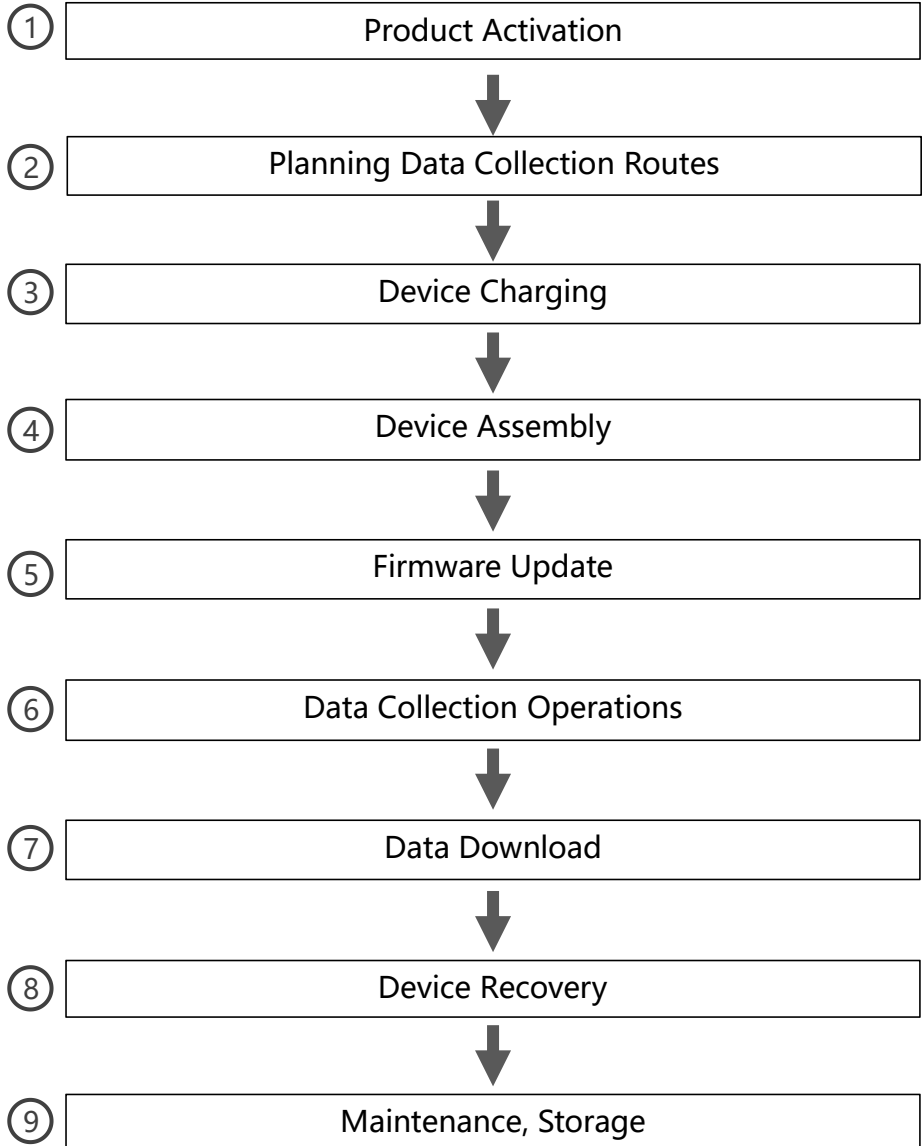 ① Product Activation
② Planning Data Collection Routes
③ Device Charging
④ Device Assembly
⑤ Firmware Update
⑥ Data Collection Operations
⑦ Data Download
⑧ Device Recovery
⑨ Maintenance, Storage